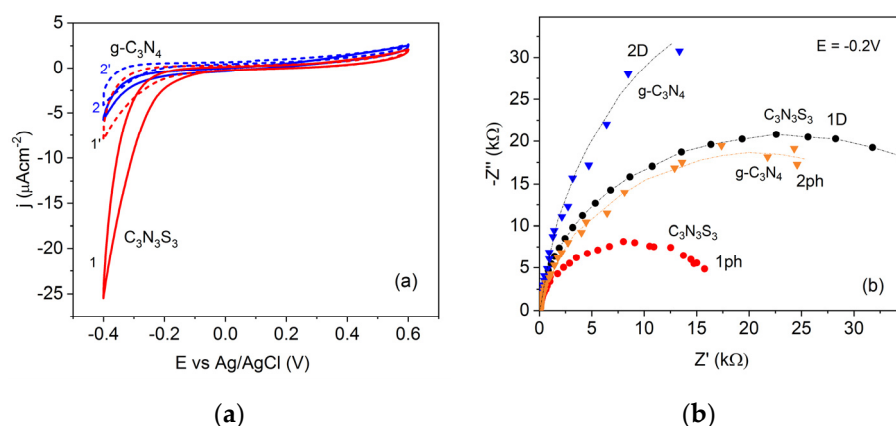 g-C₃N₄
2'
2
1'
C₃N₃S₃
1
(a)
5
0
-5
-10
-15
-20
-25
-0.4 -0.2 0.0 0.2 0.4 0.6
j (μAcm⁻²)
E vs Ag/AgCl (V)
(a)
E = -0.2V
2D
g-C₃N₄
C₃N₃S₃ 1D
g-C₃N₄ 2ph
C₃N₃S₃
1ph
(b)
-30
-25
20
15
10
5
0
0 5 10 15 20 25 30
-Z'' (kΩ)
Z' (kΩ)
(b)